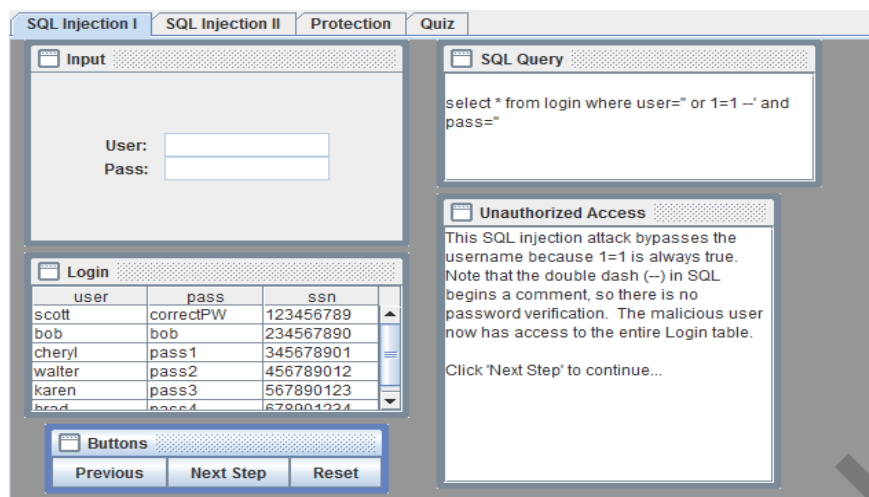 SQL Injection I
SQL Injection II
Protection
Quiz
Input
User:
Pass:
SQL Query
select * from login where user='' or 1=1 --' and
pass=''
Login
user pass ssn
scott correctPW 123456789
bob bob 234567890
cheryl pass1 345678901
walter pass2 456789012
karen pass3 567890123
brad pass4 678901234
Unauthorized Access
This SQL injection attack bypasses the
username because 1=1 is always true.
Note that the double dash (--) in SQL
begins a comment, so there is no
password verification. The malicious user
now has access to the entire Login table.
Click 'Next Step' to continue...
Buttons
Previous
Next Step
Reset